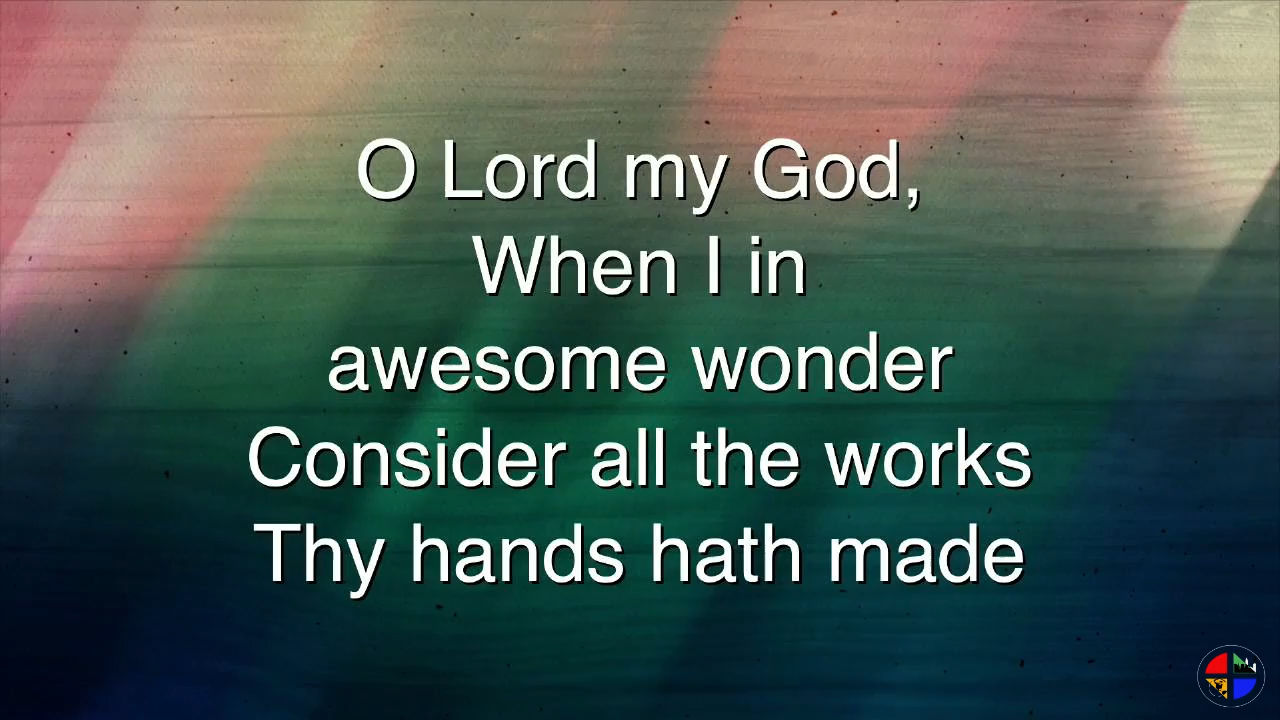 O Lord my God,
When I in
awesome wonder
Consider all the works
Thy hands hath made